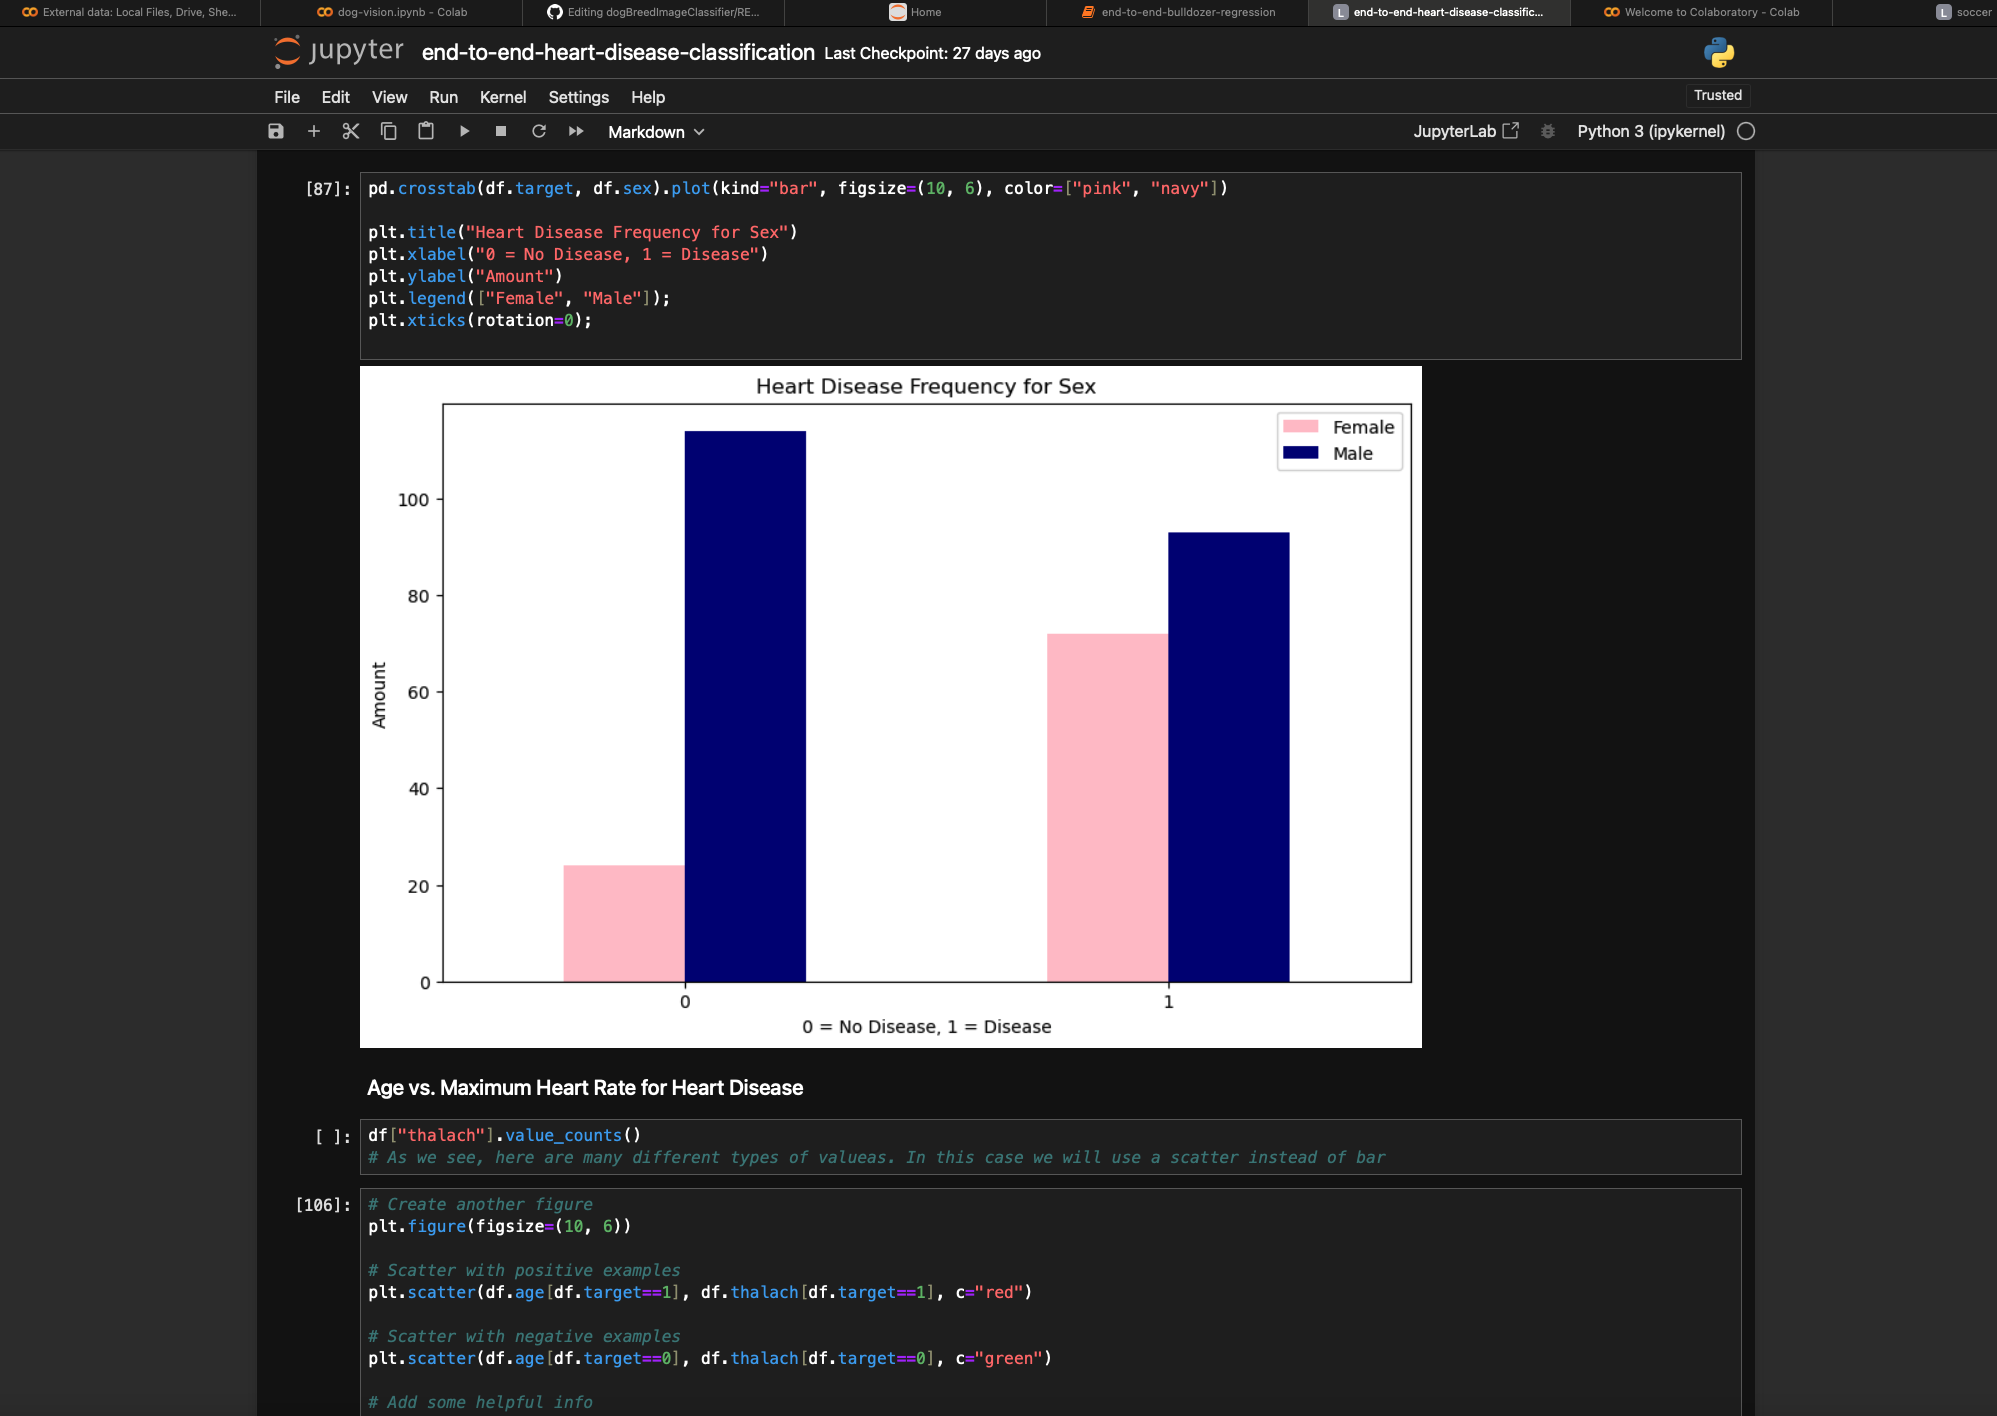 External data: Local Files, Drive, She...
dog-vision.ipynb - Colab
Editing dogBreedImageClassifier/RE...
Home
end-to-end-bulldozer-regression
L end-to-end-heart-disease-classific...
Welcome to Colaboratory - Colab
L soccer
jupyter end-to-end-heart-disease-classification Last Checkpoint: 27 days ago
File Edit View Run Kernel Settings Help
Trusted
Markdown
JupyterLab
Python 3 (ipykernel)
[87]: pd.crosstab(df.target, df.sex).plot(kind="bar", figsize=(10, 6), color=["pink", "navy"])
plt.title("Heart Disease Frequency for Sex")
plt.xlabel("0 = No Disease, 1 = Disease")
plt.ylabel("Amount")
plt.legend(["Female", "Male"]);
plt.xticks(rotation=0);
Heart Disease Frequency for Sex
Female
Male
100
80
60
40
20
0
Amount
0 1
0 = No Disease, 1 = Disease
Age vs. Maximum Heart Rate for Heart Disease
[ ]: df["thalach"].value_counts()
# As we see, here are many different types of valueas. In this case we will use a scatter instead of bar
[106]: # Create another figure
plt.figure(figsize=(10, 6))
# Scatter with positive examples
plt.scatter(df.age[df.target==1], df.thalach[df.target==1], c="red")
# Scatter with negative examples
plt.scatter(df.age[df.target==0], df.thalach[df.target==0], c="green")
# Add some helpful info